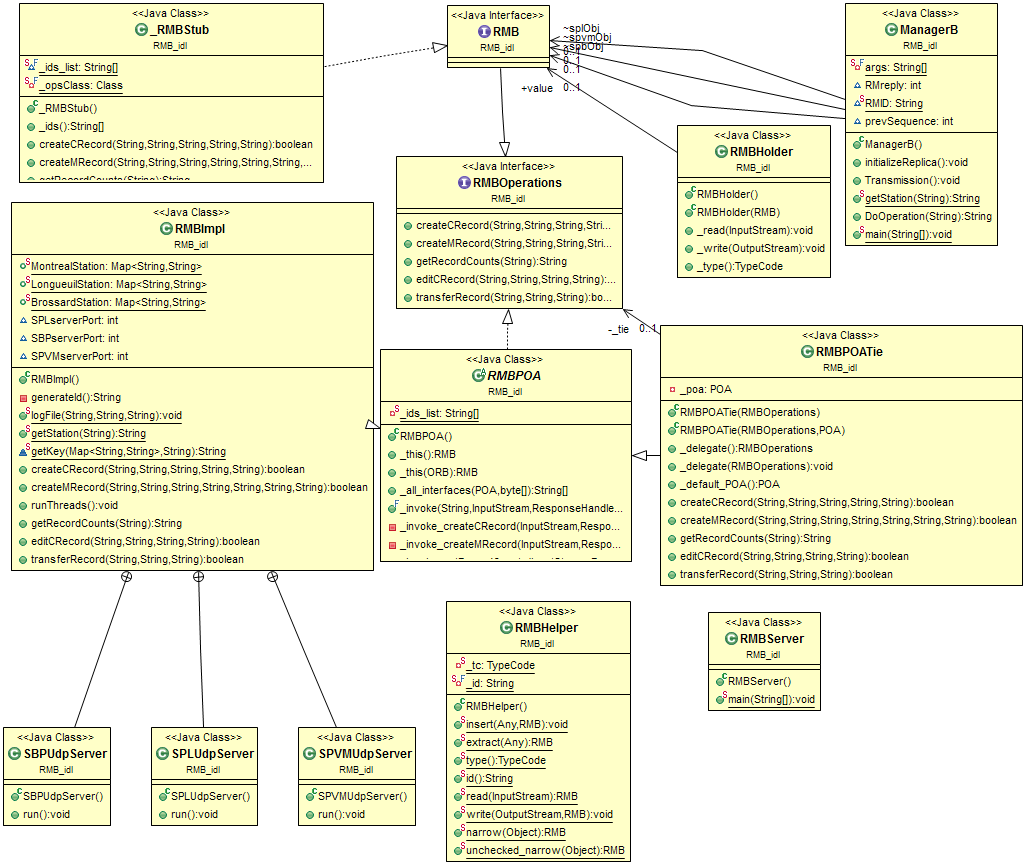 <<Java Class>>
_RMBStub
RMB_idl
_ids_list: String[]
_opsClass: Class
_RMBStub()
_ids():String[]
createCRecord(String,String,String,String,String):boolean
createMRecord(String,String,String,String,String,String,...
getRecordCounts(String):String
<<Java Interface>>
RMB
RMB_idl
~splObj
~spvmObj
~spbObj
0..1
0..1
0..1
+value 0..1
<<Java Class>>
ManagerB
RMB_idl
args: String[]
RMreply: int
RMID: String
prevSequence: int
ManagerB()
initializeReplica():void
Transmission():void
getStation(String):String
DoOperation(String):String
main(String[]):void
<<Java Class>>
RMBHolder
RMB_idl
RMBHolder()
RMBHolder(RMB)
_read(InputStream):void
_write(OutputStream):void
_type():TypeCode
<<Java Interface>>
RMBOperations
RMB_idl
createCRecord(String,String,String,Stri...
createMRecord(String,String,String,Stri...
getRecordCounts(String):String
editCRecord(String,String,String,String):...
transferRecord(String,String,String):bo...
-_tie 0..1
<<Java Class>>
RMBImpl
RMB_idl
MontrealStation: Map<String,String>
LongueuilStation: Map<String,String>
BrossardStation: Map<String,String>
SPLserverPort: int
SBPserverPort: int
SPVMserverPort: int
RMBImpl()
generateId():String
logFile(String,String,String):void
getStation(String):String
getKey(Map<String,String>,String):String
createCRecord(String,String,String,String,String):boolean
createMRecord(String,String,String,String,String,String,String):boolean
runThreads():void
getRecordCounts(String):String
editCRecord(String,String,String,String):boolean
transferRecord(String,String,String):boolean
<<Java Class>>
RMBPOA
RMB_idl
_ids_list: String[]
RMBPOA()
_this():RMB
_this(ORB):RMB
_all_interfaces(POA,byte[]):String[]
_invoke(String,InputStream,ResponseHandle...
_invoke_createCRecord(InputStream,Respo...
_invoke_createMRecord(InputStream,Respo...
<<Java Class>>
RMBPOATie
RMB_idl
_poa: POA
RMBPOATie(RMBOperations)
RMBPOATie(RMBOperations,POA)
_delegate():RMBOperations
_delegate(RMBOperations):void
_default_POA():POA
createCRecord(String,String,String,String,String):boolean
createMRecord(String,String,String,String,String,String,String):boolean
getRecordCounts(String):String
editCRecord(String,String,String,String):boolean
transferRecord(String,String,String):boolean
<<Java Class>>
SBPUdpServer
RMB_idl
SBPUdpServer()
run():void
<<Java Class>>
SPLUdpServer
RMB_idl
SPLUdpServer()
run():void
<<Java Class>>
SPVMUdpServer
RMB_idl
SPVMUdpServer()
run():void
<<Java Class>>
RMBHelper
RMB_idl
_tc: TypeCode
_id: String
RMBHelper()
insert(Any,RMB):void
extract(Any):RMB
type():TypeCode
id():String
read(InputStream):RMB
write(OutputStream,RMB):void
narrow(Object):RMB
unchecked_narrow(Object):RMB
<<Java Class>>
RMBServer
RMB_idl
RMBServer()
main(String[]):void